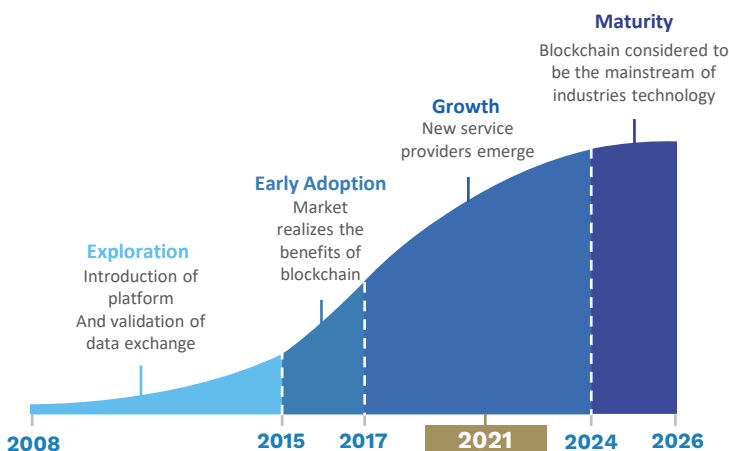 Maturity
Blockchain considered to
be the mainstream of
industries technology
Growth
New service
providers emerge
Early Adoption
Market
realizes the
benefits of
blockchain
Exploration
Introduction of
platform
And validation of
data exchange
2008
2015
2017
2021
2024
2026